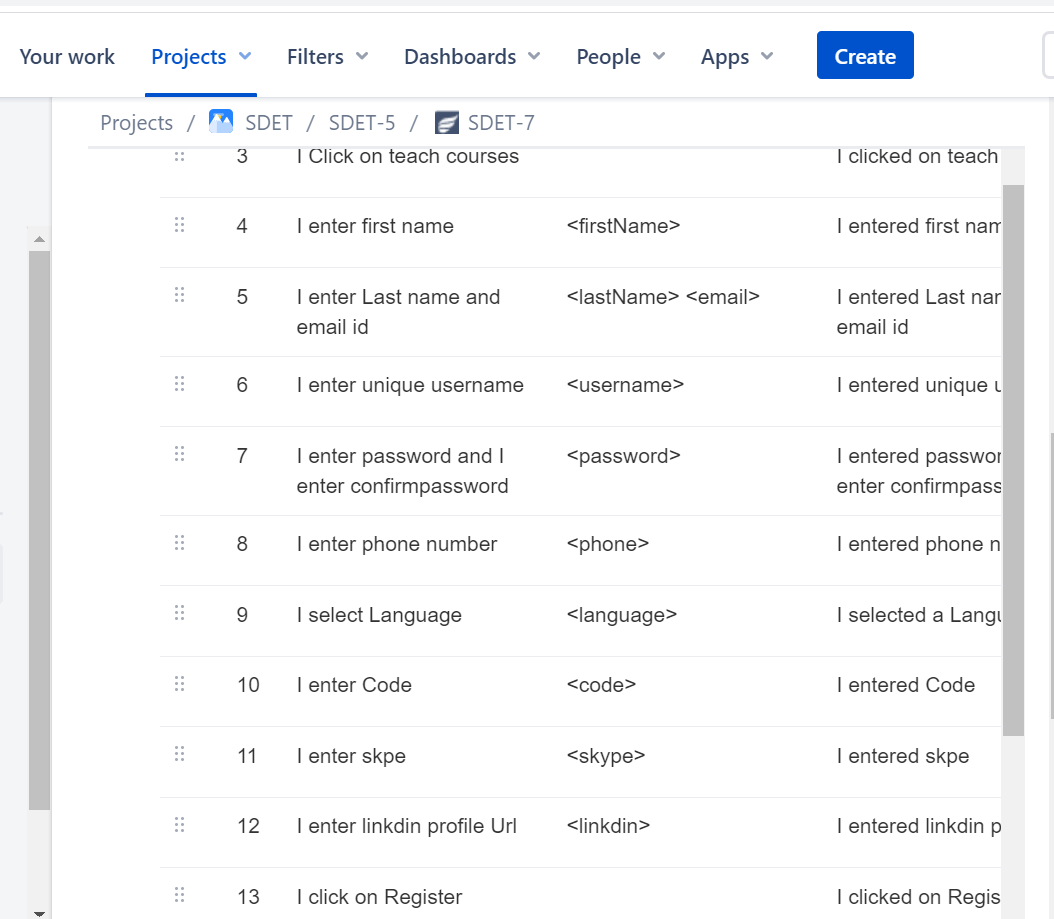 Your work Projects Filters Dashboards People Apps Create
Projects / SDET / SDET-5 / SDET-7
3 I Click on teach courses I clicked on teach
4 I enter first name <firstName> I entered first nam
5 I enter Last name and <lastName> <email> I entered Last nar
email id email id
6 I enter unique username <username> I entered unique u
7 I enter password and I <password> I entered passwor
enter confirmpassword enter confirmpass
8 I enter phone number <phone> I entered phone n
9 I select Language <language> I selected a Langu
10 I enter Code <code> I entered Code
11 I enter skpe <skype> I entered skpe
12 I enter linkdin profile Url <linkdin> I entered linkdin p
13 I click on Register I clicked on Regis